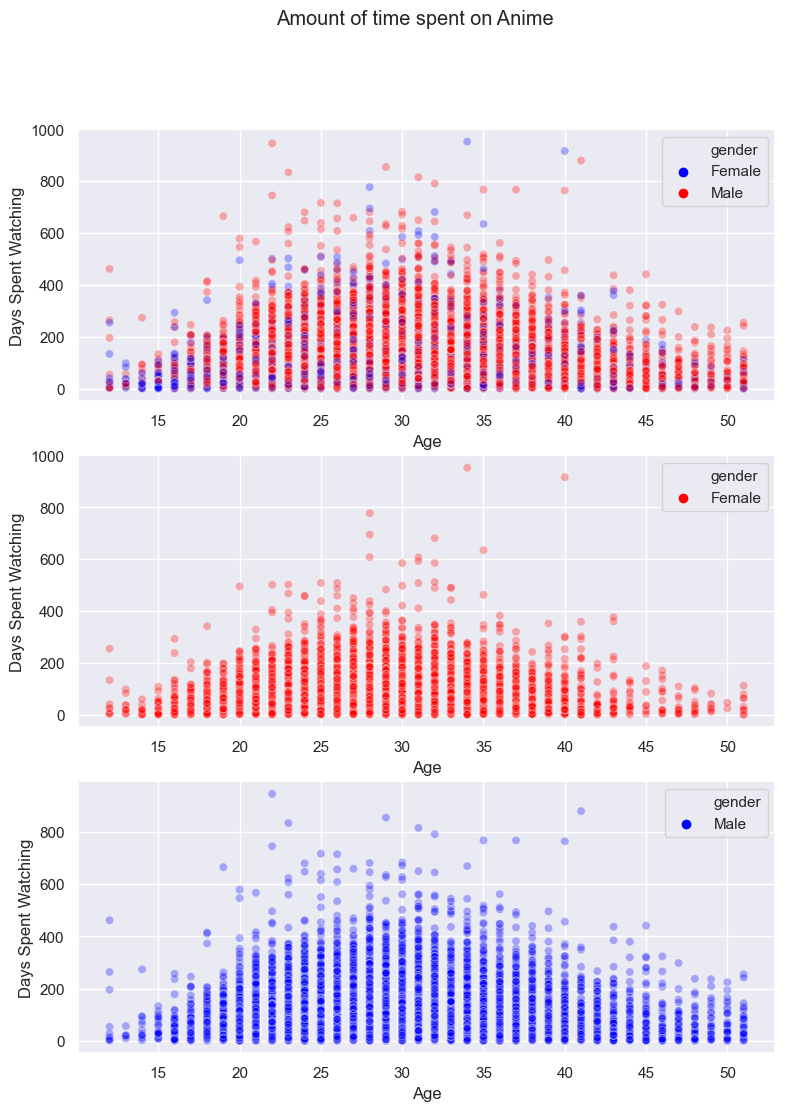 Amount of time spent on Anime
1000
800
600
400
200
0
Days Spent Watching
gender
Female
Male
15 20 25 30 35 40 45 50
Age
1000
800
600
400
200
0
Days Spent Watching
gender
Female
15 20 25 30 35 40 45 50
Age
800
600
400
200
0
Days Spent Watching
gender
Male
15 20 25 30 35 40 45 50
Age